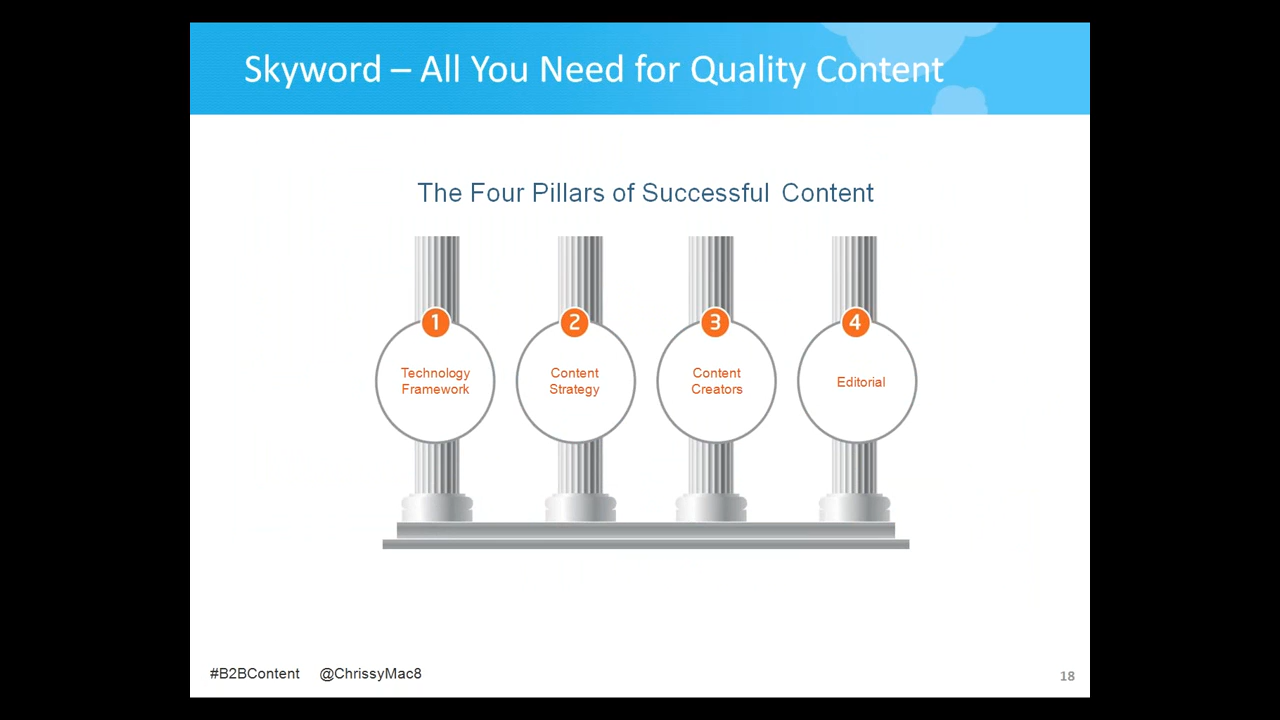 Skyword – All You Need for Quality Content
The Four Pillars of Successful Content
1
2
3
4
Technology
Framework
Content
Strategy
Content
Creators
Editorial
#B2BContent @ChrissyMac8
18